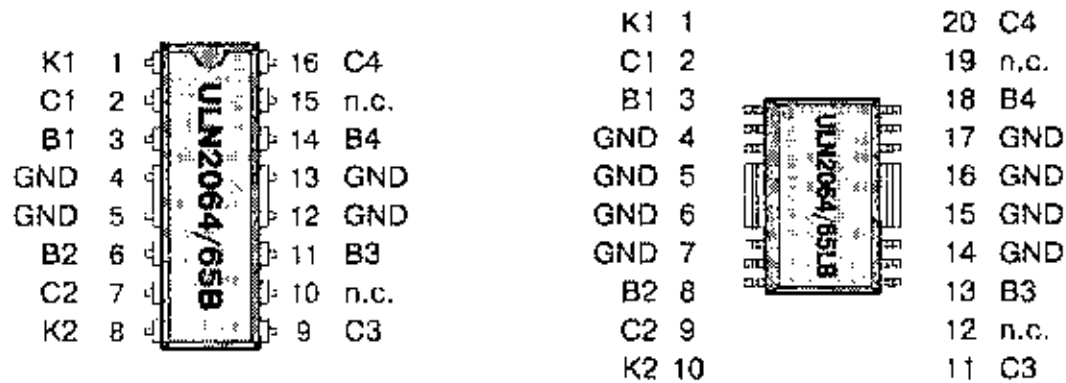 K1 1 16 C4
C1 2 15 n.c.
B1 3 14 B4
GND 4 13 GND
GND 5 12 GND
B2 6 11 B3
C2 7 10 n.c.
K2 8 9 C3
ULN2064/65B
K1 1 20 C4
C1 2 19 n.c.
B1 3 18 B4
GND 4 17 GND
GND 5 16 GND
GND 6 15 GND
GND 7 14 GND
B2 8 13 B3
C2 9 12 n.c.
K2 10 11 C3
ULN2064/65LB